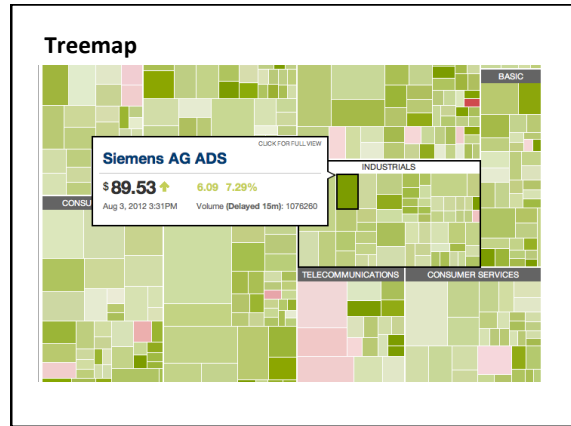 Treemap
BASIC
CLICK FOR FULL VIEW
Siemens AG ADS
INDUSTRIALS
$ 89.53 6.09 7.29%
Aug 3, 2012 3:31PM Volume (Delayed 15m): 1076260
CONSU
TELECOMMUNICATIONS CONSUMER SERVICES